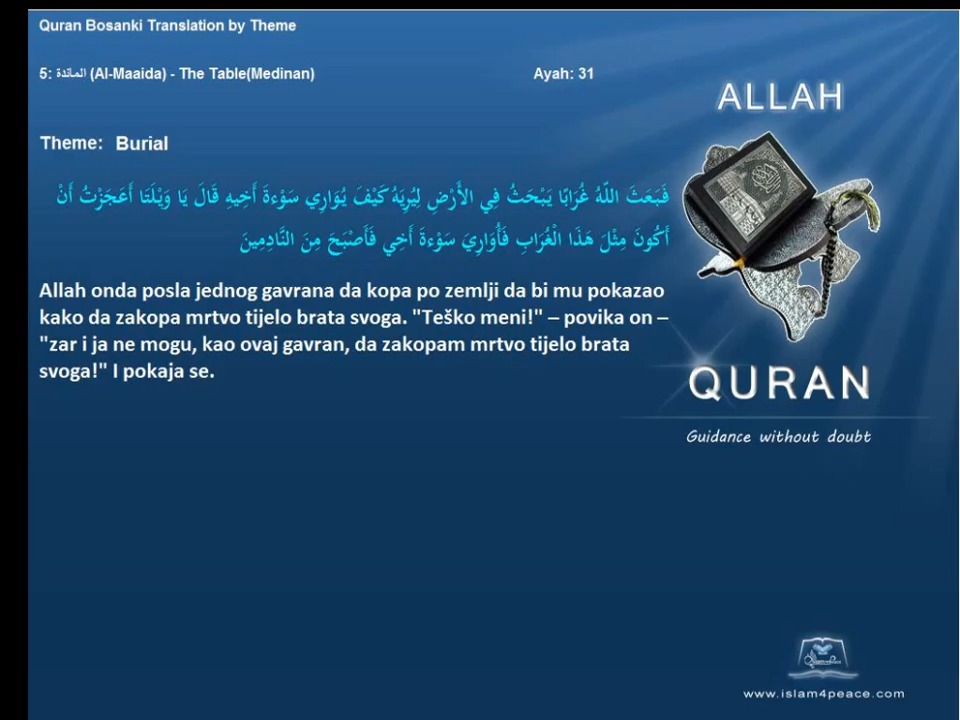 Quran Bosanki Translation by Theme
5: المائدة (Al-Maaida) - The Table(Medinan) Ayah: 31
Theme: Burial
فَبَعَثَ اللَّهُ غُرَابًا يَبْحَثُ فِي الْأَرْضِ لِيُرِيَهُ كَيْفَ يُوَارِي سَوْءَةَ أَخِيهِ قَالَ يَا وَيْلَتَا أَعَجَزْتُ أَنْ
أَكُونَ مِثْلَ هَذَا الْغُرَابِ فَأُوَارِيَ سَوْءَةَ أَخِي فَأَصْبَحَ مِنَ النَّادِمِينَ
Allah onda posla jednog gavrana da kopa po zemlji da bi mu pokazao
kako da zakopa mrtvo tijelo brata svoga. "Teško meni!" – povika on –
"zar i ja ne mogu, kao ovaj gavran, da zakopam mrtvo tijelo brata
svoga!" I pokaja se.
ALLAH
QURAN
Guidance without doubt
www.islam4peace.com